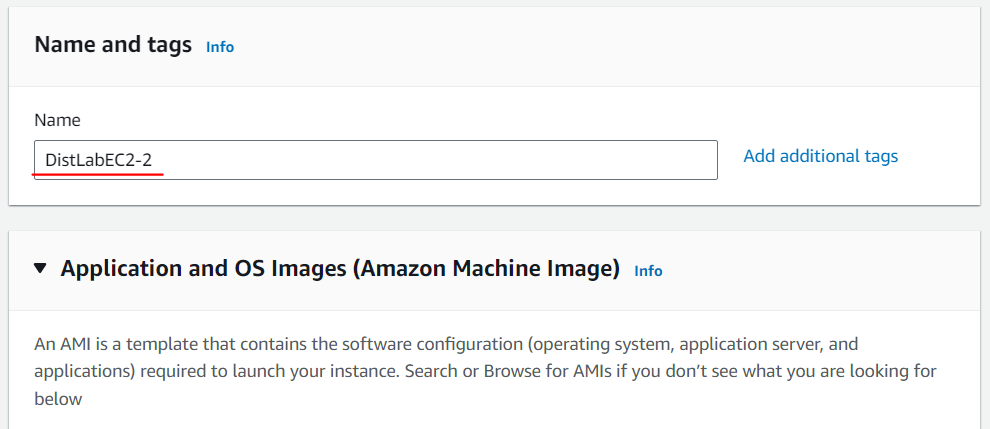 Name and tags Info
Name
DistLabEC2-2
Add additional tags
Application and OS Images (Amazon Machine Image) Info
An AMI is a template that contains the software configuration (operating system, application server, and
applications) required to launch your instance. Search or Browse for AMIs if you don’t see what you are looking for
below